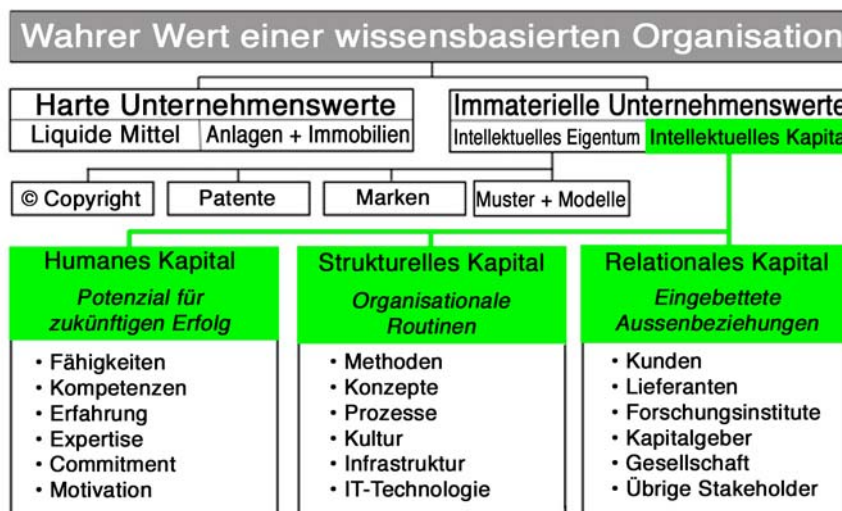 Wahrer Wert einer wissensbasierten Organisation
Harte Unternehmenswerte
Liquide Mittel
Anlagen + Immobilien
Immaterielle Unternehmenswerte
Intellektuelles Eigentum
Intellektuelles Kapital
© Copyright
Patente
Marken
Muster + Modelle
Humanes Kapital
Potenzial für
zukünftigen Erfolg
• Fähigkeiten
• Kompetenzen
• Erfahrung
• Expertise
• Commitment
• Motivation
Strukturelles Kapital
Organisationale
Routinen
• Methoden
• Konzepte
• Prozesse
• Kultur
• Infrastruktur
• IT-Technologie
Relationales Kapital
Eingebettete
Aussenbeziehungen
• Kunden
• Lieferanten
• Forschungsinstitute
• Kapitalgeber
• Gesellschaft
• Übrige Stakeholder